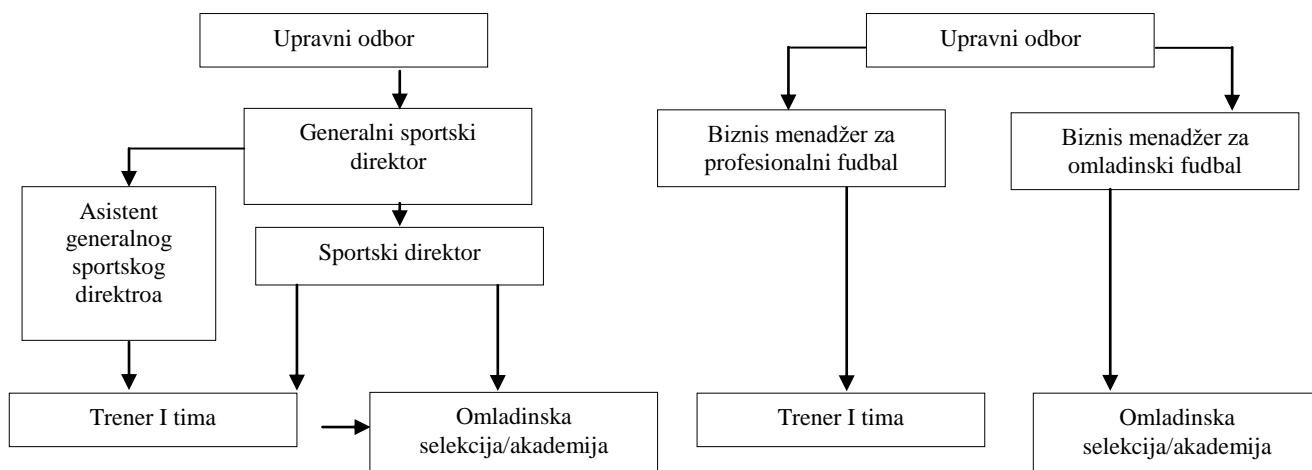 Upravni odbor
Generalni sportski
direktor
Asistent
generalnog
sportskog
direktroa
Sportski direktor
Trener I tima
Omladinska
selekcija/akademija
Upravni odbor
Biznis menadžer za
profesionalni fudbal
Biznis menadžer za
omladinski fudbal
Trener I tima
Omladinska
selekcija/akademija